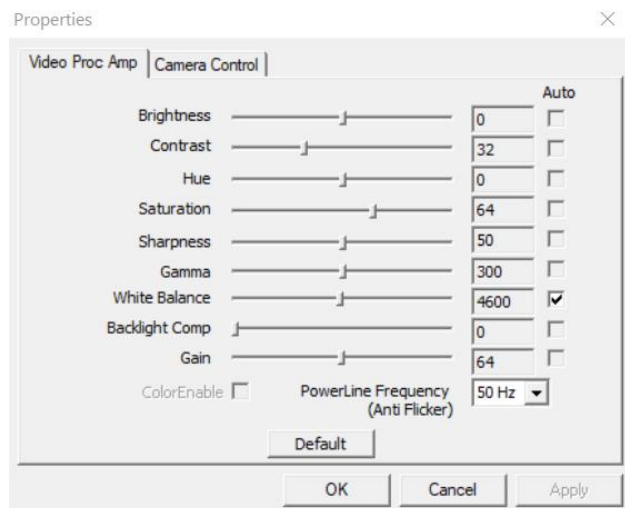 Properties
Video Proc Amp Camera Control
Auto
Brightness 0
Contrast 32
Hue 0
Saturation 64
Sharpness 50
Gamma 300
White Balance 4600
Backlight Comp 0
Gain 64
ColorEnable PowerLine Frequency 50 Hz
(Anti Flicker)
Default
OK Cancel Apply